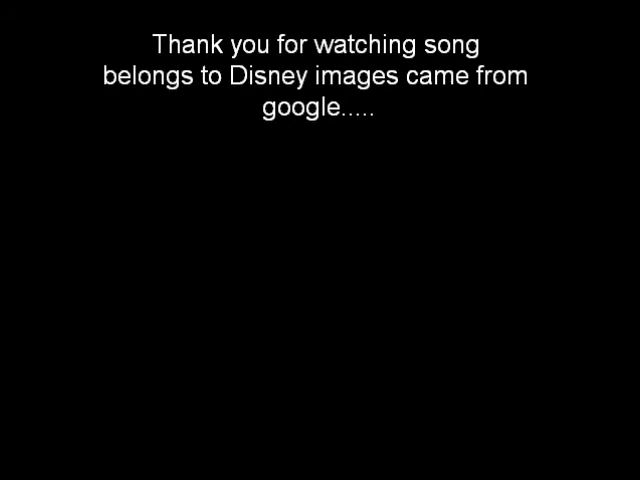 Thank you for watching song
belongs to Disney images came from
google.....